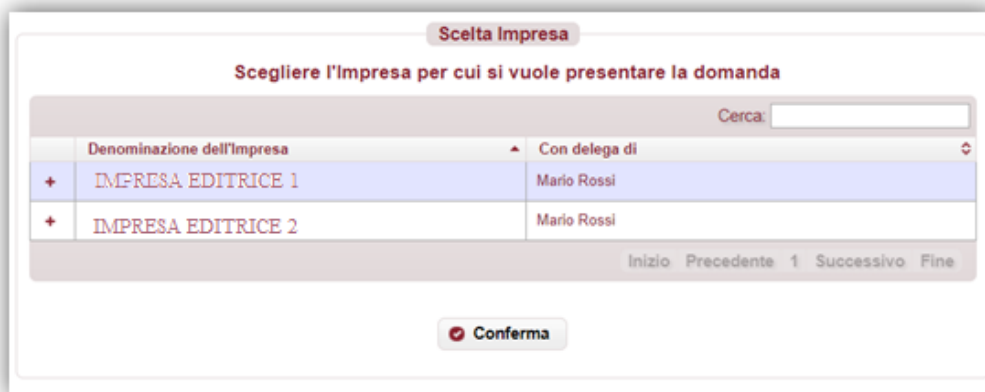 Scelta Impresa
Scegliere l'Impresa per cui si vuole presentare la domanda
Cerca:
Denominazione dell'Impresa Con delega di
+ IMPRESA EDITRICE 1 Mario Rossi
+ IMPRESA EDITRICE 2 Mario Rossi
Inizio Precedente 1 Successivo Fine
Conferma